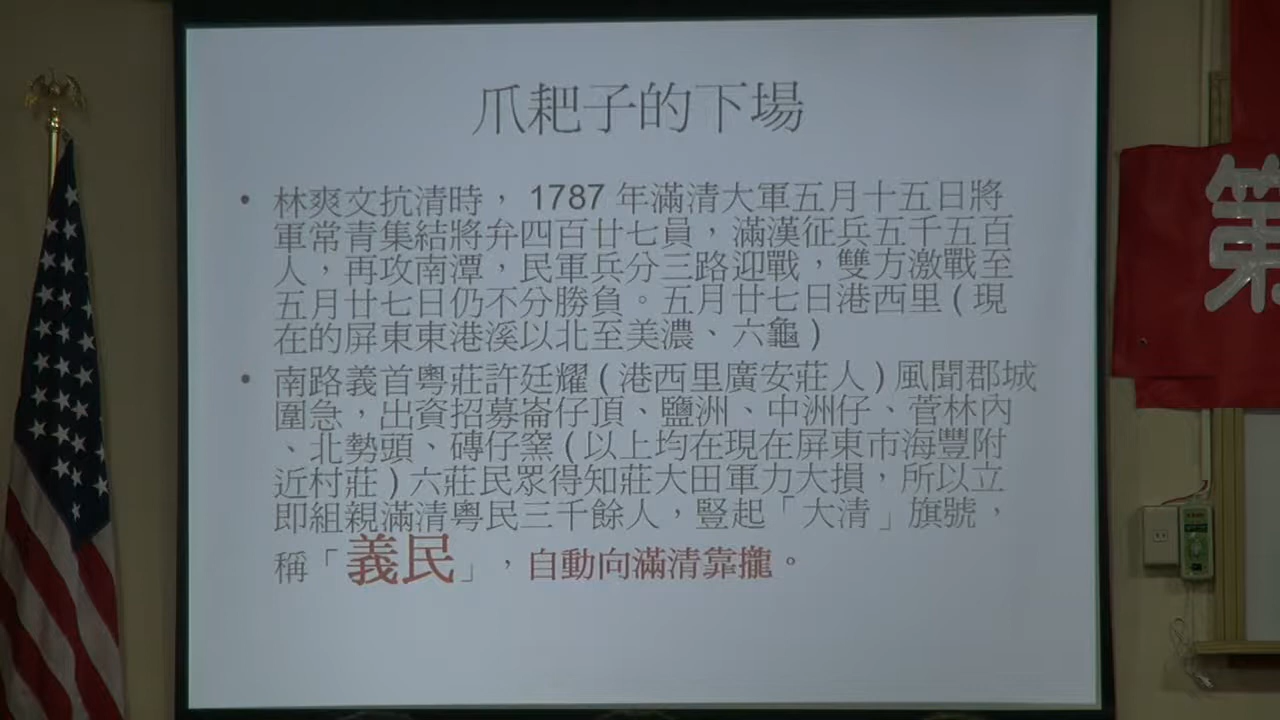 爪耙子的下場
• 林爽文抗清時， 1787 年滿清大軍五月十五日將
軍常青集結將弁四百廿七員，滿漢征兵五千五百
人，再攻南潭，民軍兵分三路迎戰，雙方激戰至
五月廿七日仍不分勝負。五月廿七日港西里 ( 現
在的屏東東港溪以北至美濃、六龜 )
• 南路義首粵莊許廷耀 ( 港西里廣安莊人 ) 風聞郡城
圍急，出資招募崙仔頂、鹽洲、中洲仔、菅林內
、北勢頭、磚仔窯 ( 以上均在現在屏東市海豐附
近村莊 ) 六莊民眾得知莊大田軍力大損，所以立
即組親滿清粵民三千餘人，豎起「大清」旗號，
稱「義民」，自動向滿清靠攏。
第